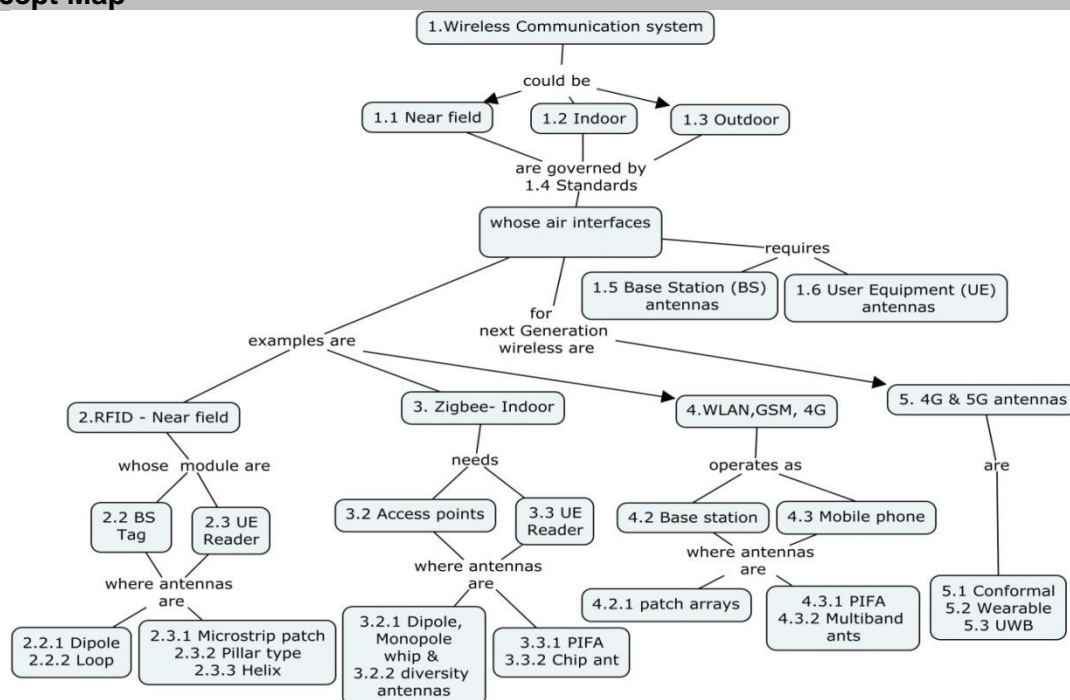 1.Wireless Communication system
could be
1.1 Near field
1.2 Indoor
1.3 Outdoor
are governed by
1.4 Standards
whose air interfaces
requires
1.5 Base Station (BS)
antennas
1.6 User Equipment (UE)
antennas
for
next Generation
wireless are
examples are
2.RFID - Near field
3. Zigbee- Indoor
4.WLAN,GSM, 4G
5. 4G & 5G antennas
whose module are
needs
operates as
are
2.2 BS
Tag
2.3 UE
Reader
3.2 Access points
3.3 UE
Reader
4.2 Base station
4.3 Mobile phone
where antennas
are
where antennas
are
where antennas
are
2.2.1 Dipole
2.2.2 Loop
2.3.1 Microstrip patch
2.3.2 Pillar type
2.3.3 Helix
3.2.1 Dipole,
Monopole
whip &
3.2.2 diversity
antennas
3.3.1 PIFA
3.3.2 Chip ant
4.2.1 patch arrays
4.3.1 PIFA
4.3.2 Multiband
ants
5.1 Conformal
5.2 Wearable
5.3 UWB